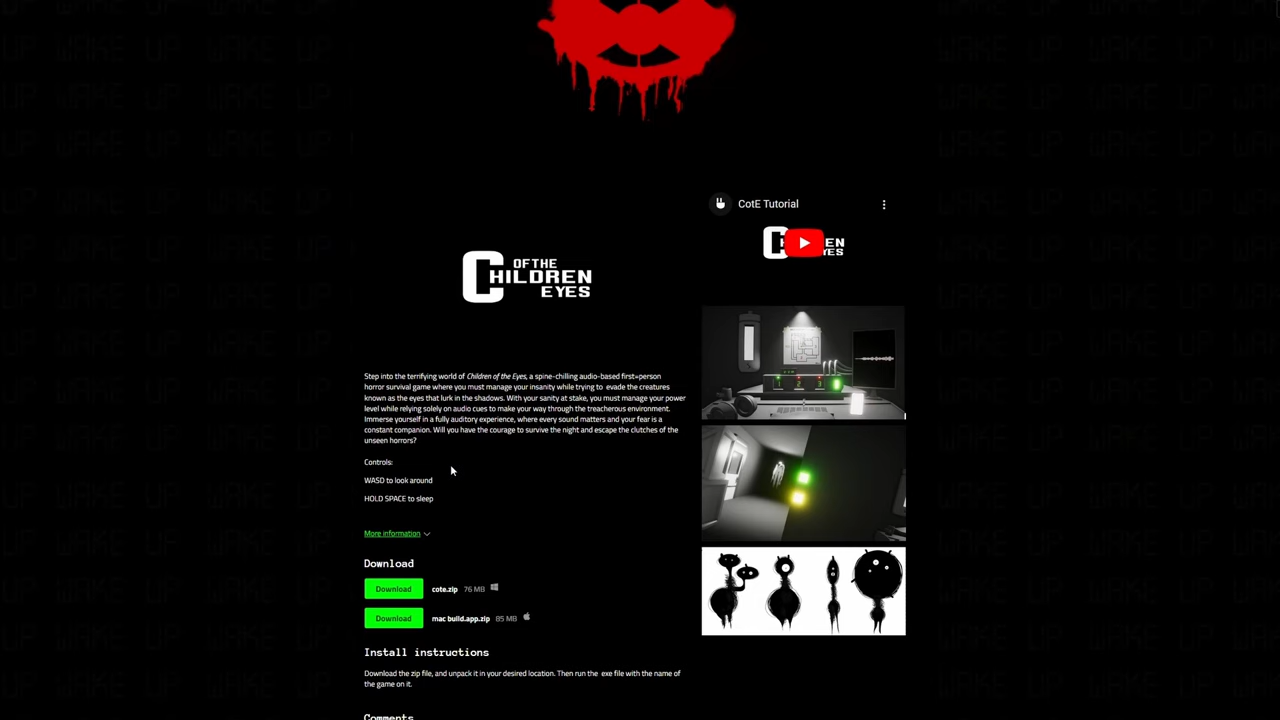 WAKE UP
CotE Tutorial
CHILDREN
OF THE
EYES
Step into the terrifying world of Children of the Eyes, a spine-chilling audio-based first=person
horror survival game where you must manage your insanity while trying to evade the creatures
known as the eyes that lurk in the shadows. With your sanity at stake, you must manage your power
level while relying solely on audio cues to make your way through the treacherous environment.
Immerse yourself in a fully auditory experience, where every sound matters and your fear is a
constant companion. Will you have the courage to survive the night and escape the clutches of the
unseen horrors?
Controls:
WASD to look around
HOLD SPACE to sleep
More information
Download
Download cote.zip 76 MB
Download mac build.app.zip 85 MB
Install instructions
Download the zip file, and unpack it in your desired location. Then run the exe file with the name of
the game on it.
Comments
1 2 3